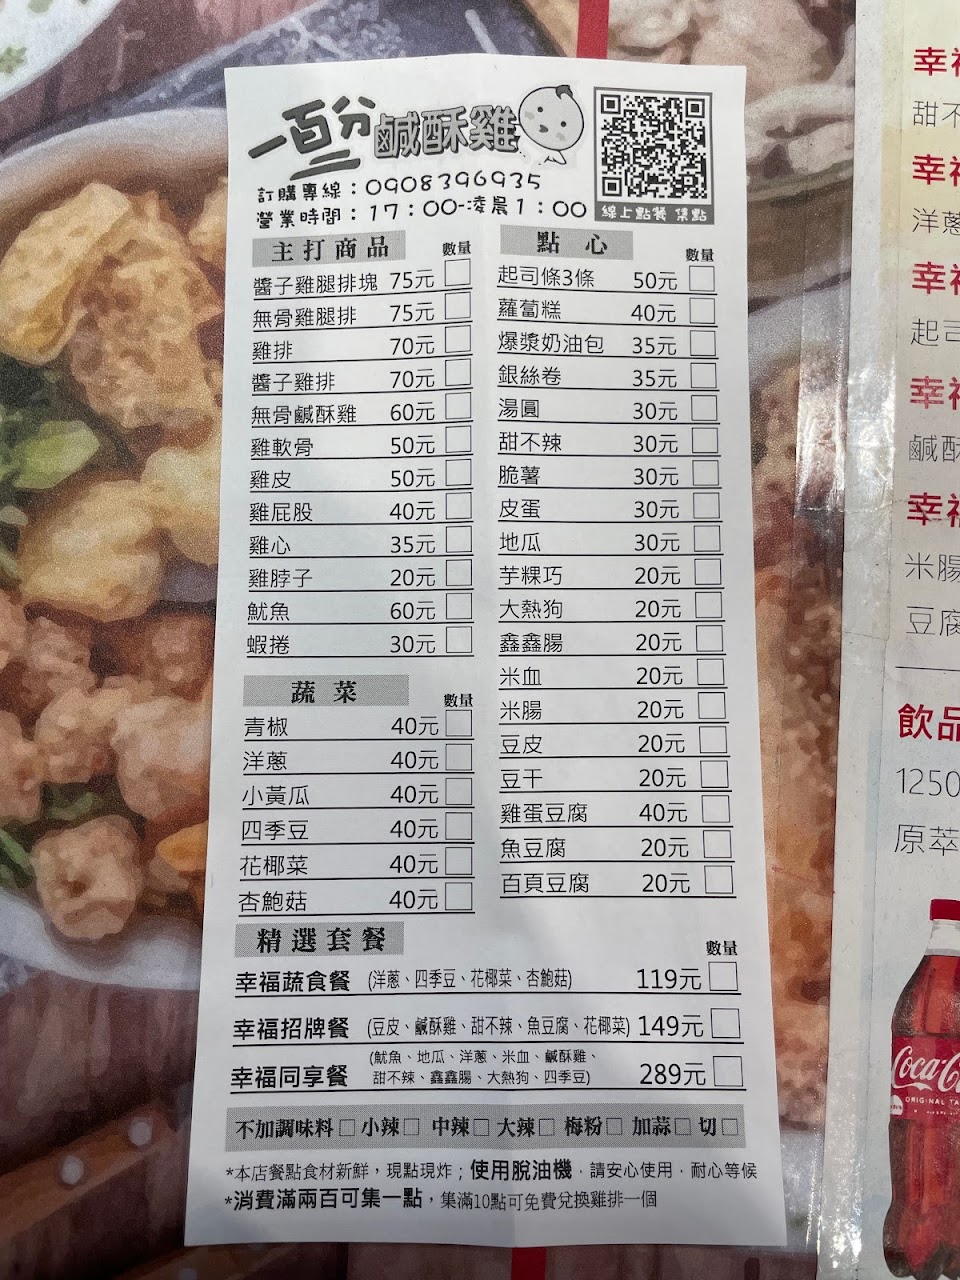 一百分鹹酥雞
訂購專線：0908396935
營業時間：17：00-凌晨1：00
線上點餐 集點
主打商品 數量
醬子雞腿排塊 75元
無骨雞腿排 75元
雞排 70元
醬子雞排 70元
無骨鹹酥雞 60元
雞軟骨 50元
雞皮 50元
雞屁股 40元
雞心 35元
雞脖子 20元
魷魚 60元
蝦捲 30元
蔬菜 數量
青椒 40元
洋蔥 40元
小黃瓜 40元
四季豆 40元
花椰菜 40元
杏鮑菇 40元
點心 數量
起司條3條 50元
蘿蔔糕 40元
爆漿奶油包 35元
銀絲卷 35元
湯圓 30元
甜不辣 30元
脆薯 30元
皮蛋 30元
地瓜 30元
芋粿巧 20元
大熱狗 20元
鑫鑫腸 20元
米血 20元
米腸 20元
豆皮 20元
豆干 20元
雞蛋豆腐 40元
魚豆腐 20元
百頁豆腐 20元
精選套餐 數量
幸福蔬食餐 (洋蔥、四季豆、花椰菜、杏鮑菇) 119元
幸福招牌餐 (豆皮、鹹酥雞、甜不辣、魚豆腐、花椰菜) 149元
幸福同享餐 (魷魚、地瓜、洋蔥、米血、鹹酥雞、
甜不辣、鑫鑫腸、大熱狗、四季豆) 289元
不加調味料□ 小辣□ 中辣□ 大辣□ 梅粉□ 加蒜□ 切□
*本店餐點食材新鮮，現點現炸；使用脫油機，請安心使用，耐心等候
*消費滿兩百可集一點，集滿10點可免費兌換雞排一個
幸
甜不
幸
洋蔥
幸
起司
幸
鹹酥
幸
米腸
豆腐
飲品
1250
原萃
Coca-C
ORIGINAL TA